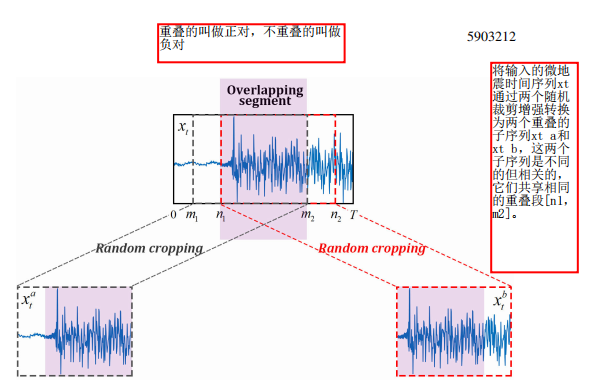 重叠的叫做正对，不重叠的叫做
负对
5903212
将输入的微地
震时间序列xt
通过两个随机
裁剪增强转换
为两个重叠的
子序列xt a和
xt b，这两个
子序列是不同
的但相关的，
它们共享相同
的重叠段[n1，
m2]。
Overlapping
segment
x_t
0 m_1 n_1 m_2 n_2 T
Random cropping
Random cropping
x_t^a
x_t^b